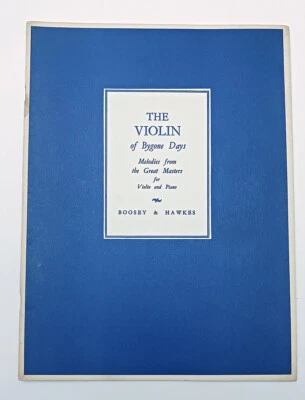 THE
VIOLIN
of Bygone Days
Melodies from
the Great Masters
for
Violin and Piano
BOOSEY & HAWKES